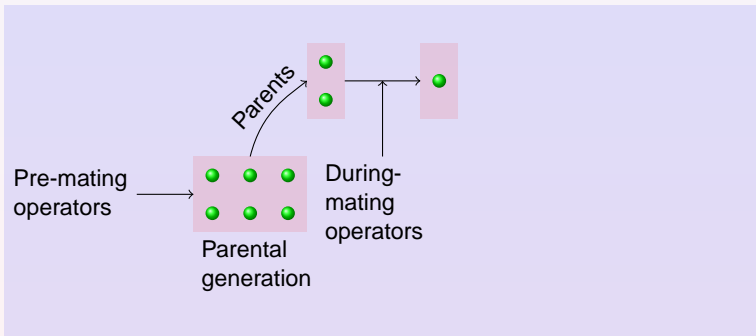 Parents
Pre-mating
operators
During-
mating
operators
Parental
generation